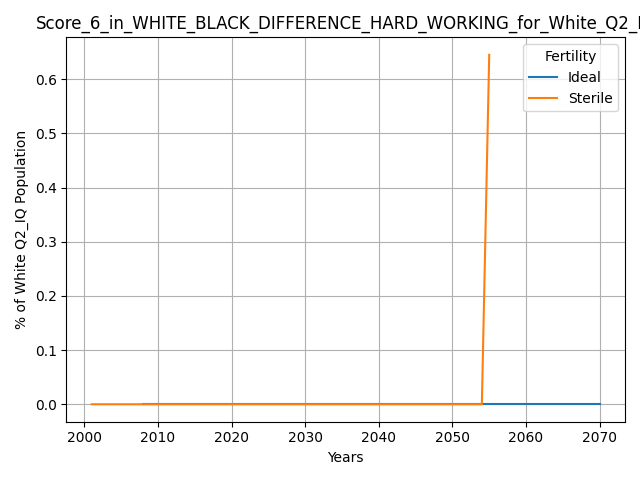 Score_6_in_WHITE_BLACK_DIFFERENCE_HARD_WORKING_for_White_Q2_
Fertility
Ideal
Sterile
% of White Q2_IQ Population
0.6
0.5
0.4
0.3
0.2
0.1
0.0
2000 2010 2020 2030 2040 2050 2060 2070
Years